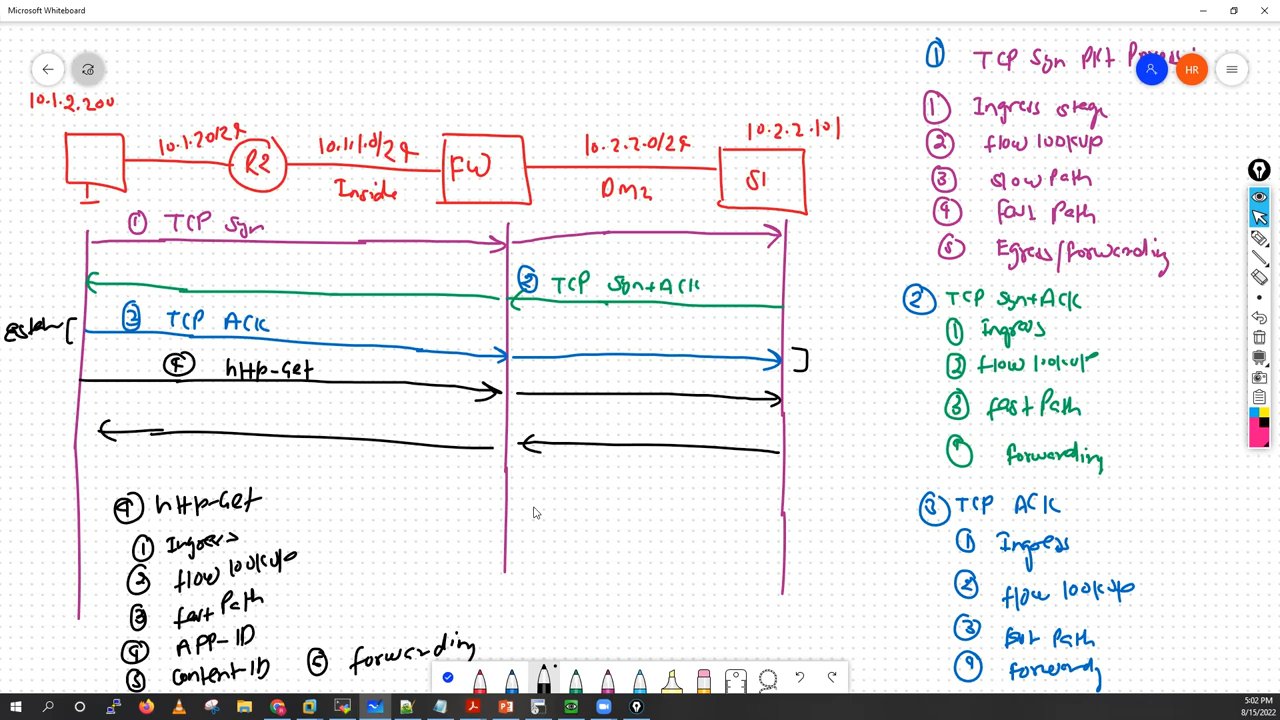 Microsoft Whiteboard
HR
10.1.2.200
10.1.20/24
R2
10.1.1.0/24
Inside
FW
10.2.2.0/24
DMZ
10.2.2.101
S1
① TCP Syn
② TCP Syn+ACK
③ TCP ACK
④ http-Get
④ http-Get
① Ingress
② flow lookup
③ fast Path
④ APP-ID
⑤ Content-ID
⑥ forwarding
① TCP Syn PKt
① Ingress stage
② flow lookup
③ slow Path
④ fast Path
⑤ Egress/forwarding
② TCP Syn+ACK
① Ingress
② flow lookup
③ fast Path
④ forwarding
③ TCP ACK
① Ingress
② flow lookup
③ fast Path
④ forwarding
5:02 PM
8/15/2022